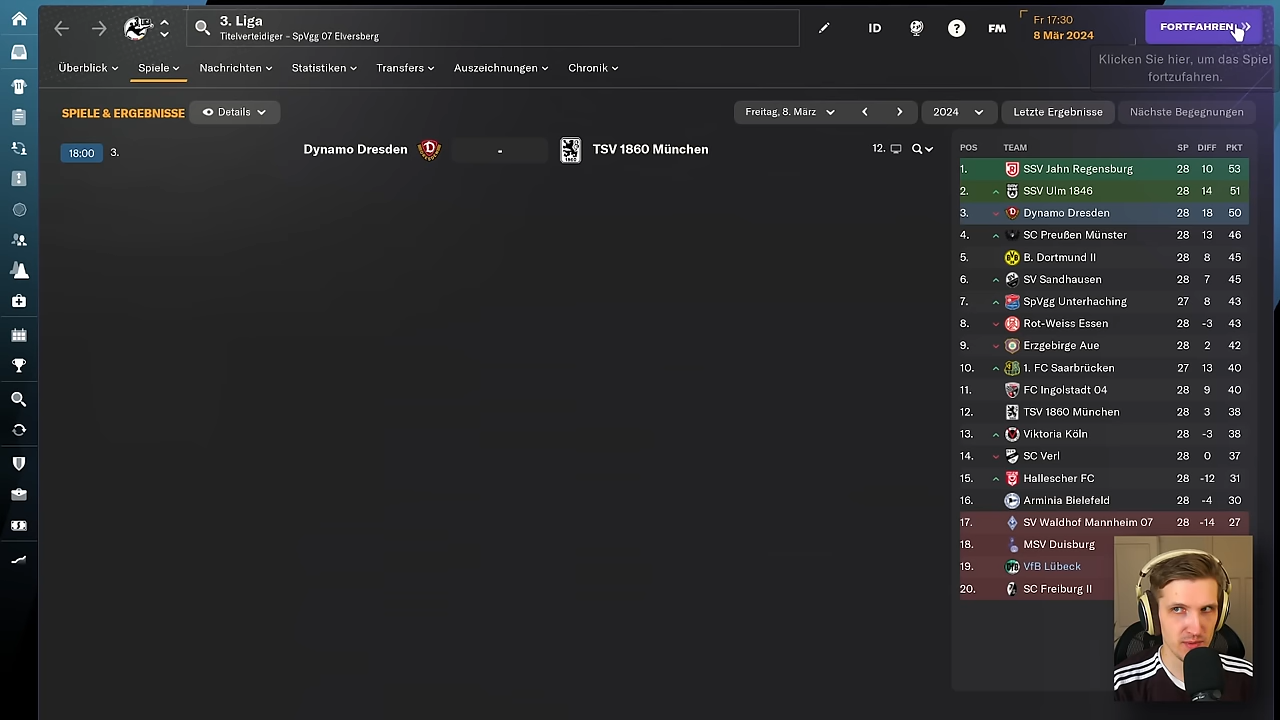 3. Liga
Titelverteidiger - SpVgg 07 Elversberg
ID
FM
Fr 17:30
8 Mär 2024
FORTFAHREN
Klicken Sie hier, um das Spiel
fortzufahren.
Überblick
Spiele
Nachrichten
Statistiken
Transfers
Auszeichnungen
Chronik
SPIELE & ERGEBNISSE
Details
Freitag, 8. März
2024
Letzte Ergebnisse
Nächste Begegnungen
18:00 3. Dynamo Dresden - TSV 1860 München 12.
POS TEAM SP DIFF PKT
1. SSV Jahn Regensburg 28 10 53
2. SSV Ulm 1846 28 14 51
3. Dynamo Dresden 28 18 50
4. SC Preußen Münster 28 13 46
5. B. Dortmund II 28 8 45
6. SV Sandhausen 28 7 45
7. SpVgg Unterhaching 27 8 43
8. Rot-Weiss Essen 28 -3 43
9. Erzgebirge Aue 28 2 42
10. 1. FC Saarbrücken 27 13 40
11. FC Ingolstadt 04 28 9 40
12. TSV 1860 München 28 3 38
13. Viktoria Köln 28 -3 38
14. SC Verl 28 0 37
15. Hallescher FC 28 -12 31
16. Arminia Bielefeld 28 -4 30
17. SV Waldhof Mannheim 07 28 -14 27
18. MSV Duisburg
19. VfB Lübeck
20. SC Freiburg II